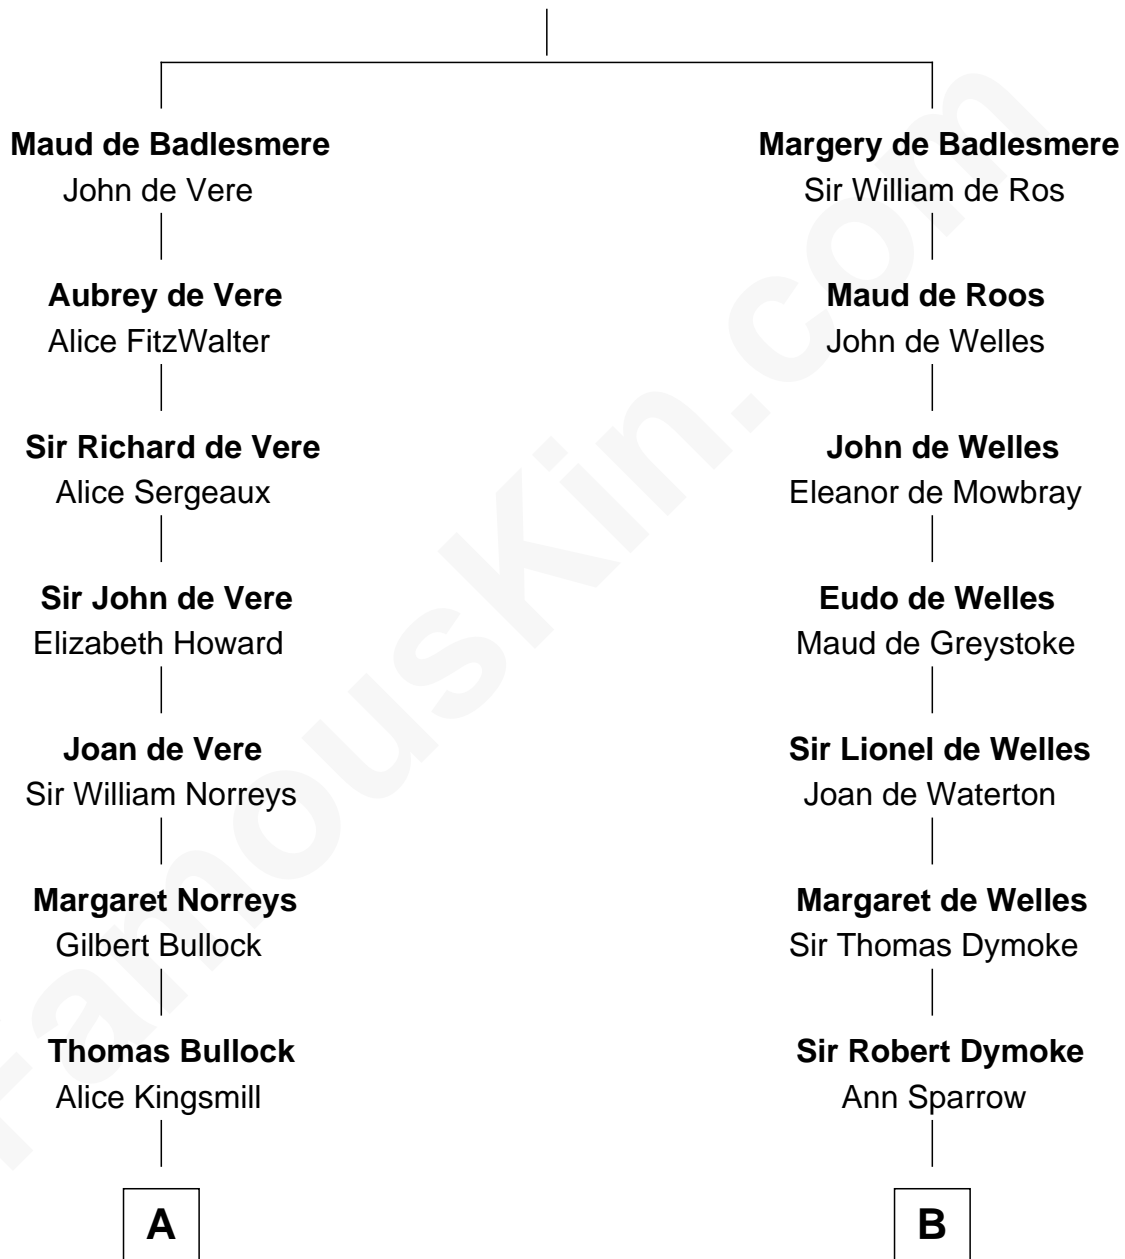 Maud de Badlesmere
John de Vere
Margery de Badlesmere
Sir William de Ros
Aubrey de Vere
Alice FitzWalter
Maud de Roos
John de Welles
Sir Richard de Vere
Alice Sergeaux
John de Welles
Eleanor de Mowbray
Sir John de Vere
Elizabeth Howard
Eudo de Welles
Maud de Greystoke
Joan de Vere
Sir William Norreys
Sir Lionel de Welles
Joan de Waterton
Margaret Norreys
Gilbert Bullock
Margaret de Welles
Sir Thomas Dymoke
Thomas Bullock
Alice Kingsmill
Sir Robert Dymoke
Ann Sparrow
A
B
FamousKin.com